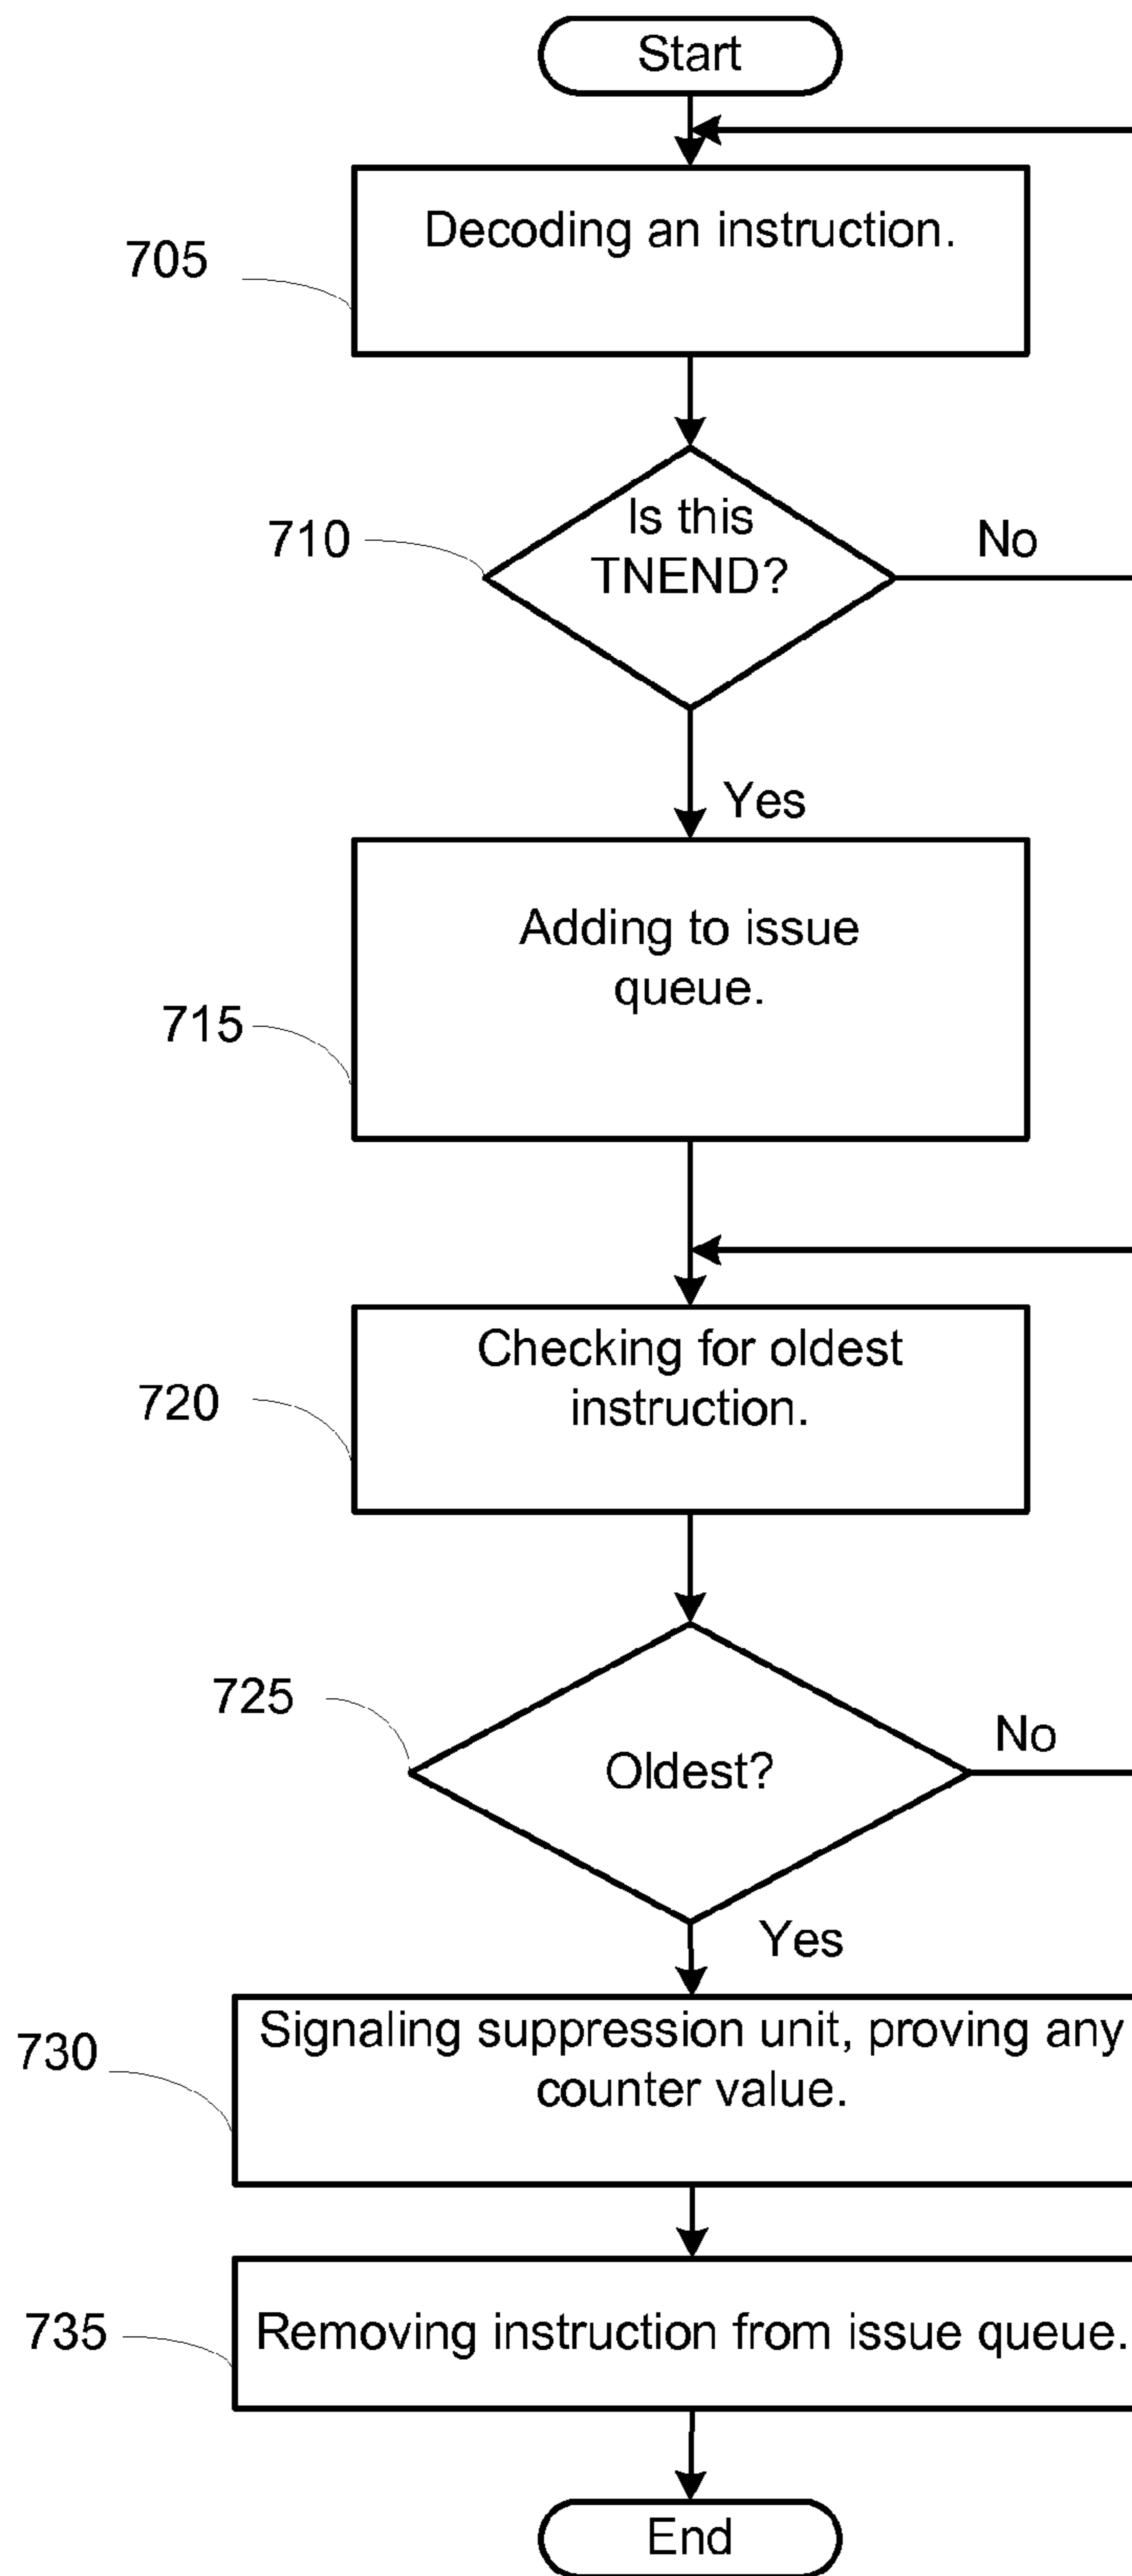 Start
705
Decoding an instruction.
710
Is this
TNEND?
No
Yes
715
Adding to issue
queue.
720
Checking for oldest
instruction.
725
Oldest?
No
Yes
730
Signaling suppression unit, proving any
counter value.
735
Removing instruction from issue queue.
End